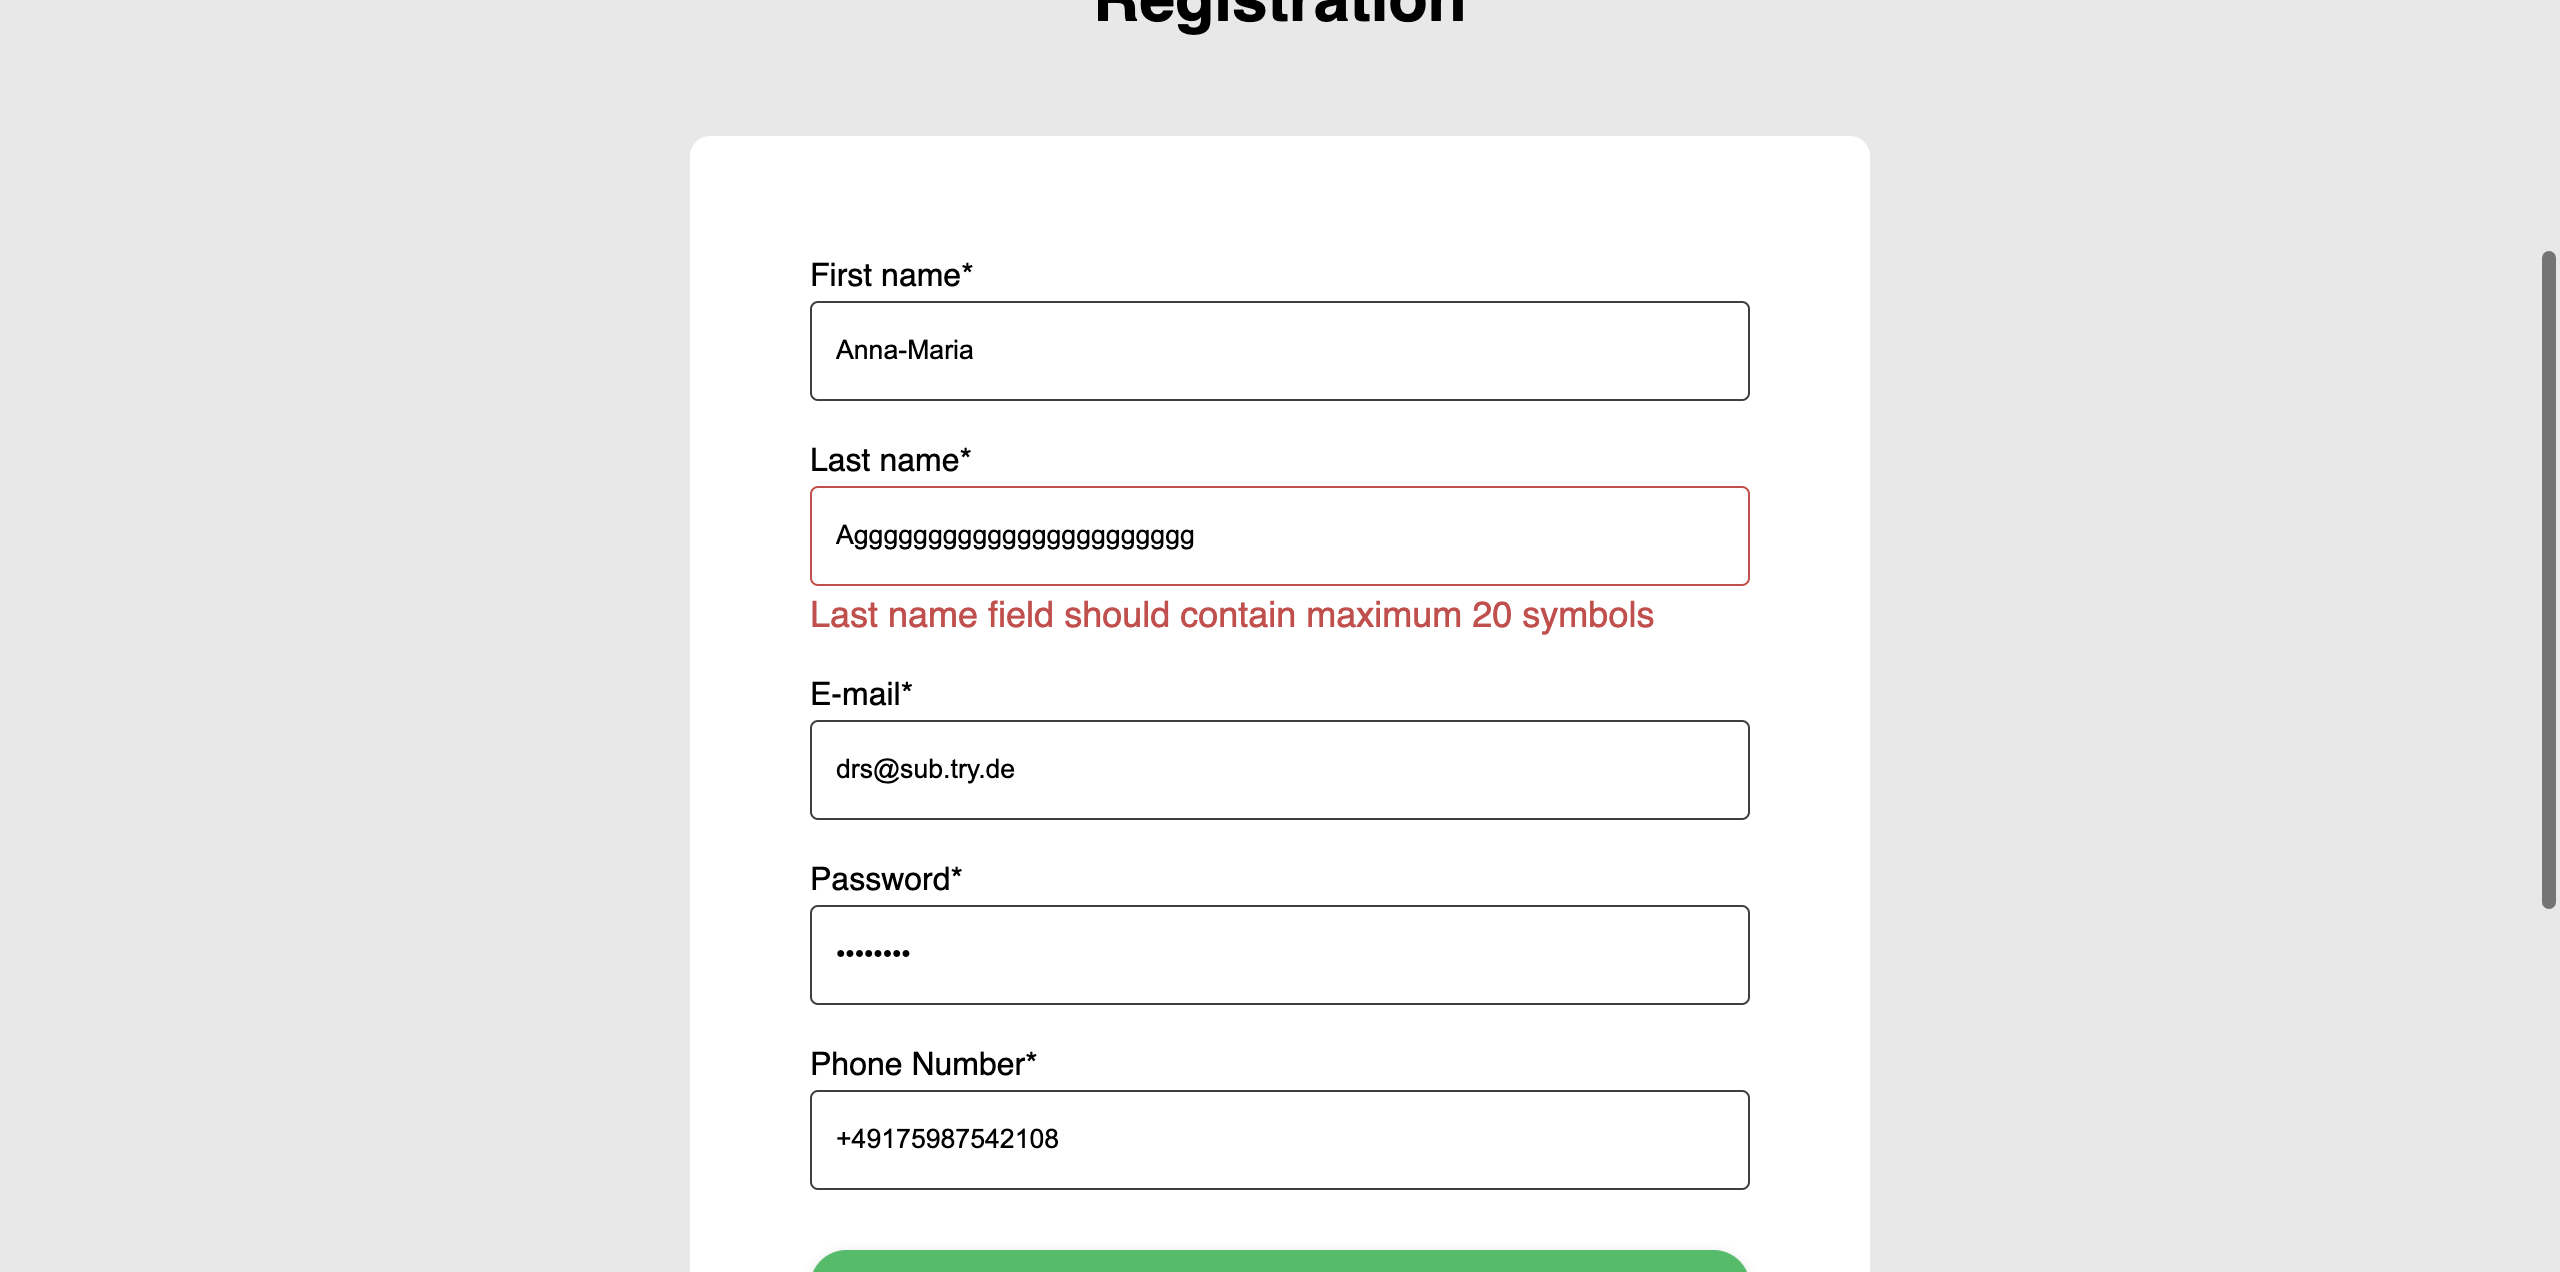 Registration
First name*
Anna-Maria
Last name*
Aggggggggggggggggggggggg
Last name field should contain maximum 20 symbols
E-mail*
drs@sub.try.de
Password*
••••••••
Phone Number*
+49175987542108